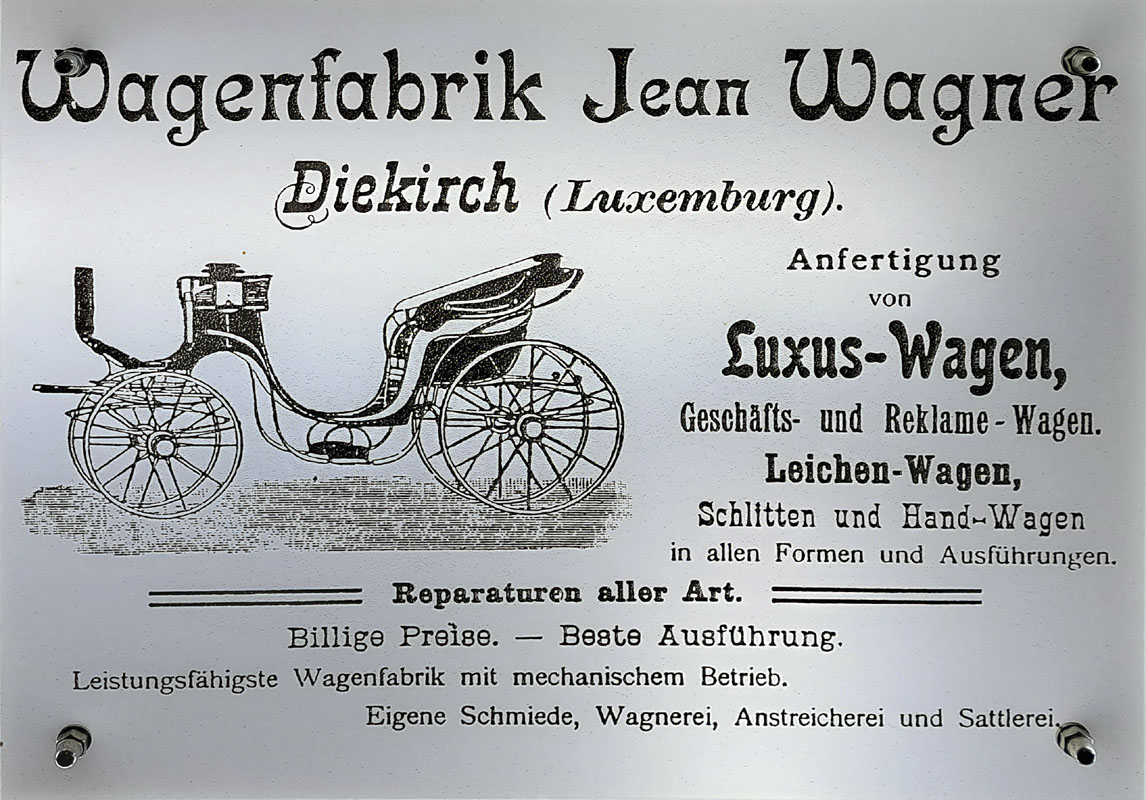 Wagenfabrik Jean Wagner
Diekirch (Luxemburg).
Anfertigung
von
Luxus-Wagen,
Geschäfts- und Reklame-Wagen.
Leichen-Wagen,
Schlitten und Hand-Wagen
in allen Formen und Ausführungen.
Reparaturen aller Art.
Billige Preise. — Beste Ausführung.
Leistungsfähigste Wagenfabrik mit mechanischem Betrieb.
Eigene Schmiede, Wagnerei, Anstreicherei und Sattlerei.